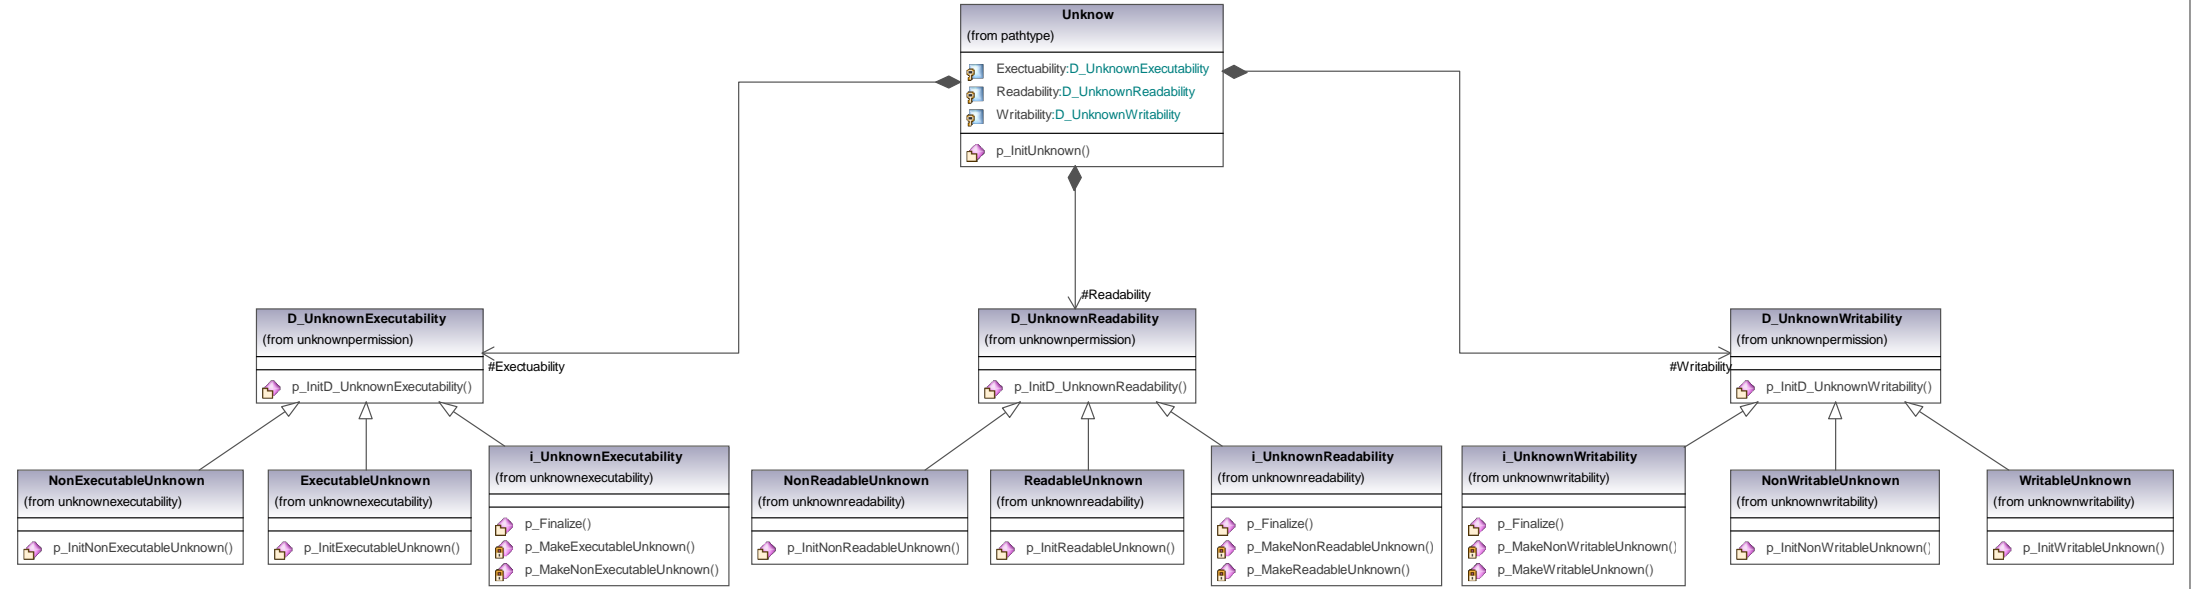 Unknow
(from pathtype)
Exectuability:D_UnknownExecutability
Readability:D_UnknownReadability
Writability:D_UnknownWritability
p_InitUnknown()
#Readability
D_UnknownExecutability
(from unknownpermission)
p_InitD_UnknownExecutability()
#Exectuability
D_UnknownReadability
(from unknownpermission)
p_InitD_UnknownReadability()
#Writability
D_UnknownWritability
(from unknownpermission)
p_InitD_UnknownWritability()
NonExecutableUnknown
(from unknownexecutability)
p_InitNonExecutableUnknown()
ExecutableUnknown
(from unknownexecutability)
p_InitExecutableUnknown()
i_UnknownExecutability
(from unknownexecutability)
p_Finalize()
p_MakeExecutableUnknown()
p_MakeNonExecutableUnknown()
NonReadableUnknown
(from unknownreadability)
p_InitNonReadableUnknown()
ReadableUnknown
(from unknownreadability)
p_InitReadableUnknown()
i_UnknownReadability
(from unknownreadability)
p_Finalize()
p_MakeNonReadableUnknown()
p_MakeReadableUnknown()
i_UnknownWritability
(from unknownwritability)
p_Finalize()
p_MakeNonWritableUnknown()
p_MakeWritableUnknown()
NonWritableUnknown
(from unknownwritability)
p_InitNonWritableUnknown()
WritableUnknown
(from unknownwritability)
p_InitWritableUnknown()